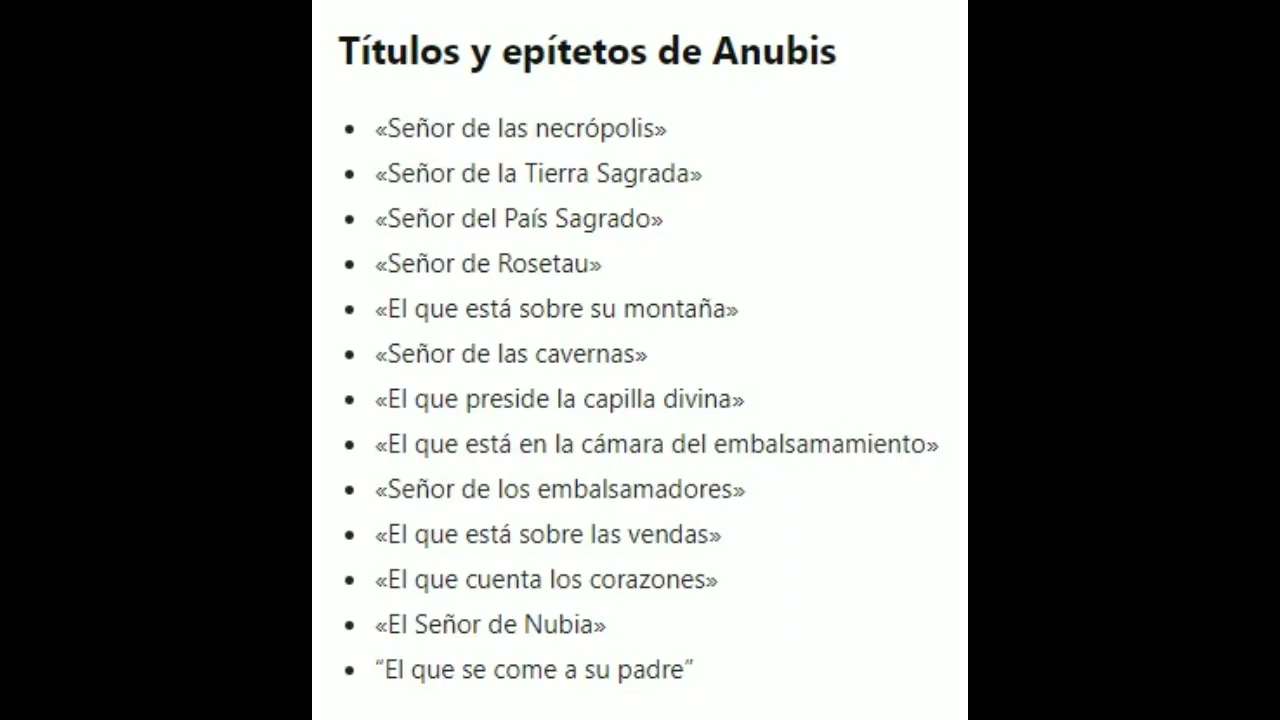 Títulos y epítetos de Anubis
• «Señor de las necrópolis»
• «Señor de la Tierra Sagrada»
• «Señor del País Sagrado»
• «Señor de Rosetau»
• «El que está sobre su montaña»
• «Señor de las cavernas»
• «El que preside la capilla divina»
• «El que está en la cámara del embalsamamiento»
• «Señor de los embalsamadores»
• «El que está sobre las vendas»
• «El que cuenta los corazones»
• «El Señor de Nubia»
• “El que se come a su padre”